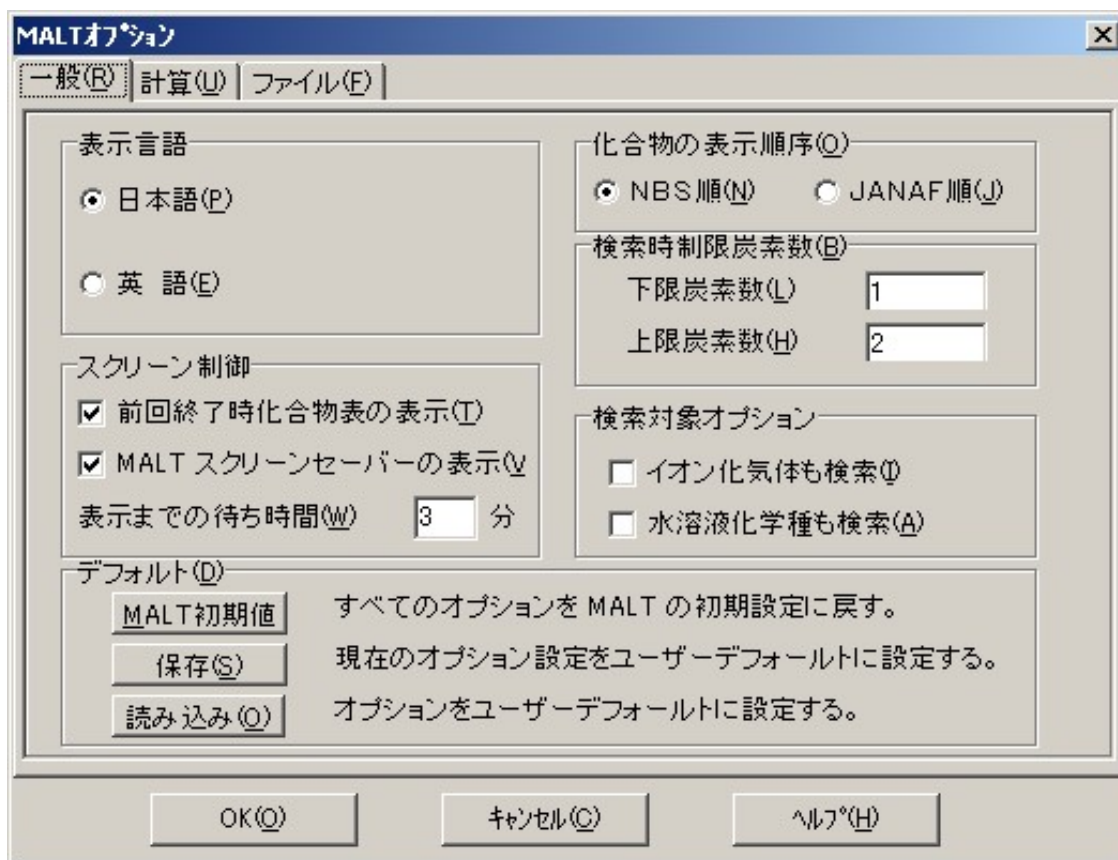 MALTｵﾌﾟｼｮﾝ
一般(R) 計算(U) ファイル(F)
表示言語
日本語(P)
英 語(E)
化合物の表示順序(O)
ＮＢＳ順(N) ＪＡＮＡＦ順(J)
検索時制限炭素数(B)
下限炭素数(L) 1
上限炭素数(H) 2
スクリーン制御
前回終了時化合物表の表示(T)
MALT スクリーンセーバーの表示(V
表示までの待ち時間(W) 3 分
検索対象オプション
イオン化気体も検索(I)
水溶液化学種も検索(A)
デフォルト(D)
MALT初期値 すべてのオプションを MALT の初期設定に戻す。
保存(S) 現在のオプション設定をユーザーデフォールトに設定する。
読み込み(O) オプションをユーザーデフォールトに設定する。
OK(O) ｷｬﾝｾﾙ(C) ﾍﾙﾌﾟ(H)